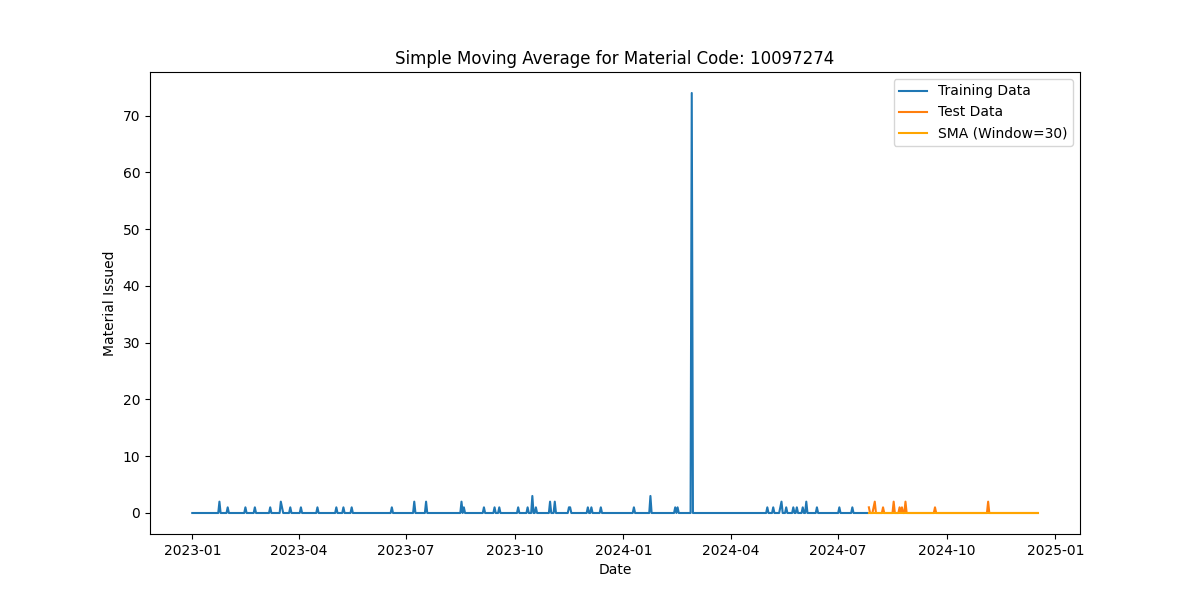 Simple Moving Average for Material Code: 10097274
Training Data
Test Data
SMA (Window=30)
Material Issued
70
60
50
40
30
20
10
0
2023-01 2023-04 2023-07 2023-10 2024-01 2024-04 2024-07 2024-10 2025-01
Date